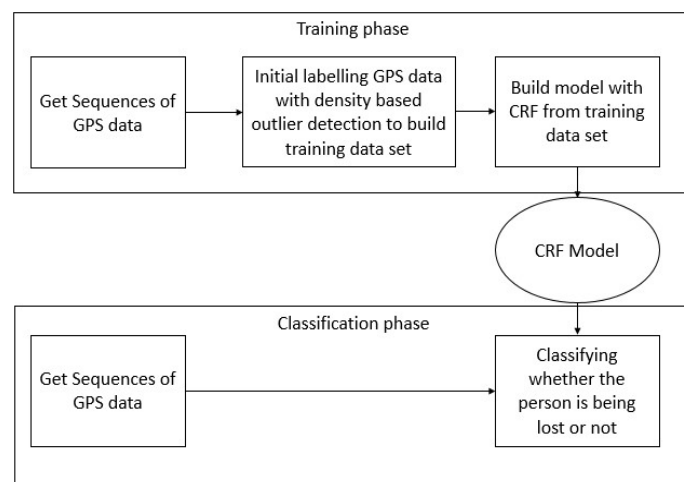 Training phase
Get Sequences of
GPS data
Initial labelling GPS data
with density based
outlier detection to build
training data set
Build model with
CRF from training
data set
CRF Model
Classification phase
Get Sequences of
GPS data
Classifying
whether the
person is being
lost or not